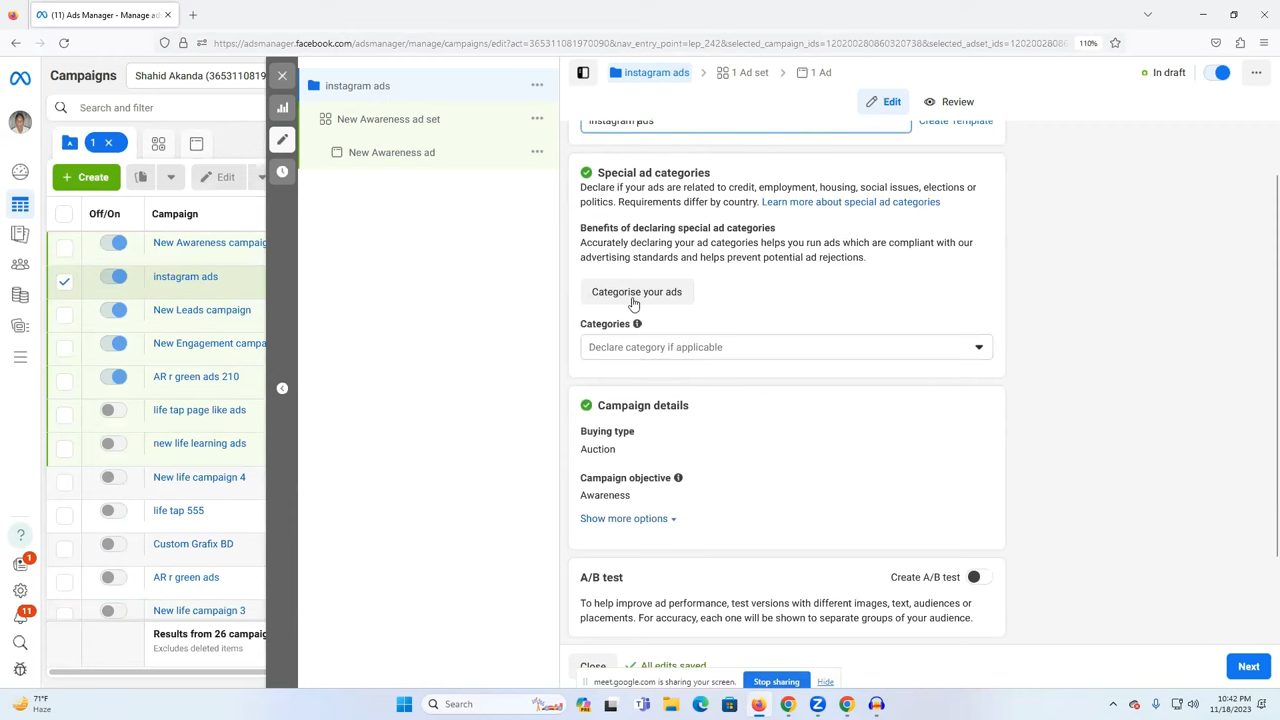 (11) Ads Manager - Manage ad
https://adsmanager.facebook.com/adsmanager/manage/campaigns/edit?act=365311081970090&nav_entry_point=lep_242&selected_campaign_ids=120200280860320738&selected_adset_ids=1202002808
110%
Campaigns
Shahid Akanda (3653110819
instagram ads
1 Ad set
1 Ad
In draft
instagram ads
Search and filter
Edit
Review
New Awareness ad set
instagram ads
Create Template
1
New Awareness ad
Create
Edit
Special ad categories
Declare if your ads are related to credit, employment, housing, social issues, elections or
politics. Requirements differ by country. Learn more about special ad categories
Off/On
Campaign
Benefits of declaring special ad categories
Accurately declaring your ad categories helps you run ads which are compliant with our
advertising standards and helps prevent potential ad rejections.
New Awareness campaig
instagram ads
Categorise your ads
New Leads campaign
Categories
New Engagement campa
Declare category if applicable
AR r green ads 210
life tap page like ads
Campaign details
Buying type
new life learning ads
Auction
New life campaign 4
Campaign objective
Awareness
life tap 555
Show more options
Custom Grafix BD
AR r green ads
A/B test
Create A/B test
To help improve ad performance, test versions with different images, text, audiences or
placements. For accuracy, each one will be shown to separate groups of your audience.
New life campaign 3
1
11
Results from 26 campaig
Excludes deleted items
Close
All edits saved
Next
meet.google.com is sharing your screen.
Stop sharing
Hide
71°F
Haze
Search
10:42 PM
11/18/2023